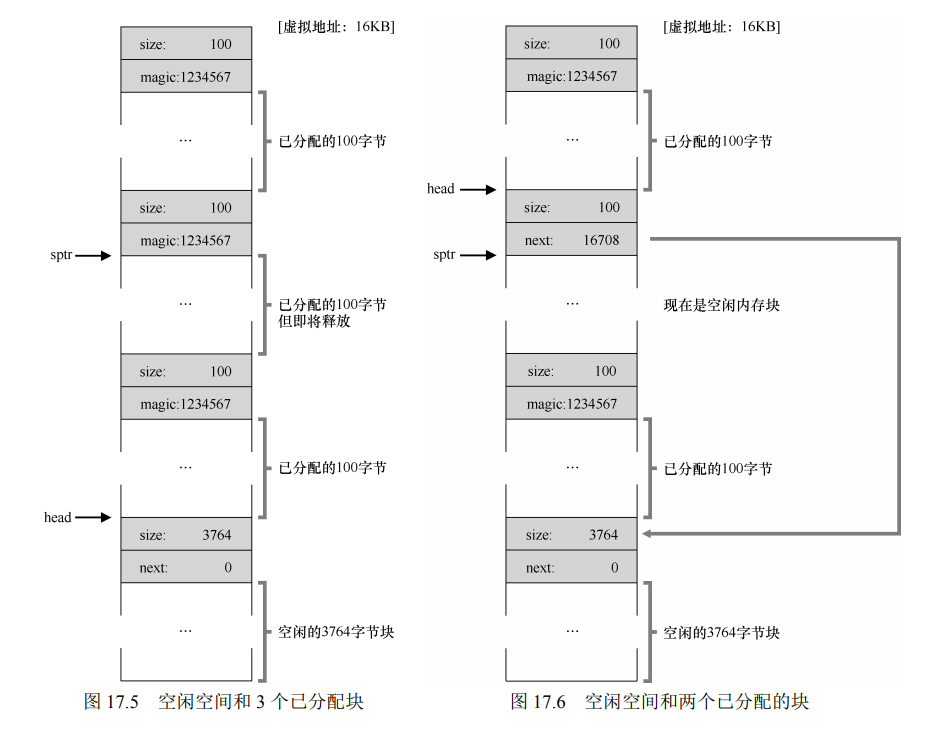 [虚拟地址：16KB]
size: 100
magic:1234567
...
已分配的100字节
size: 100
magic:1234567
sptr
...
已分配的100字节
但即将释放
size: 100
magic:1234567
...
已分配的100字节
head
size: 3764
next: 0
...
空闲的3764字节块
图 17.5 空闲空间和 3 个已分配块
[虚拟地址：16KB]
size: 100
magic:1234567
...
已分配的100字节
head
size: 100
next: 16708
sptr
...
现在是空闲内存块
size: 100
magic:1234567
...
已分配的100字节
size: 3764
next: 0
...
空闲的3764字节块
图 17.6 空闲空间和两个已分配的块